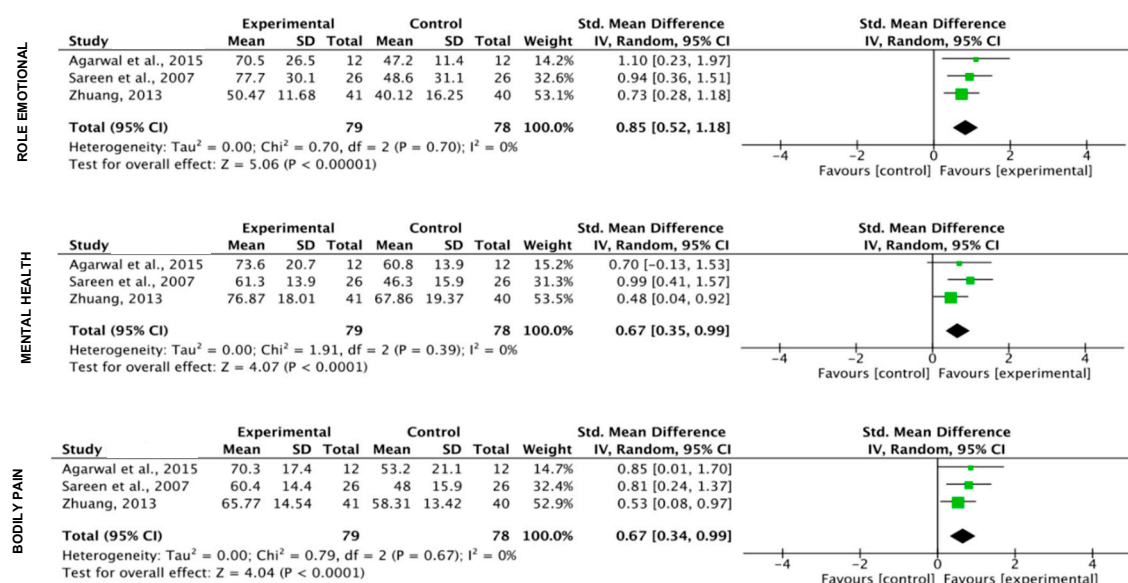 ROLE EMOTIONAL
Experimental Control Std. Mean Difference Std. Mean Difference
Study Mean SD Total Mean SD Total Weight IV, Random, 95% CI IV, Random, 95% CI
Agarwal et al., 2015 70.5 26.5 12 47.2 11.4 12 14.2% 1.10 [0.23, 1.97]
Sareen et al., 2007 77.7 30.1 26 48.6 31.1 26 32.6% 0.94 [0.36, 1.51]
Zhuang, 2013 50.47 11.68 41 40.12 16.25 40 53.1% 0.73 [0.28, 1.18]
Total (95% CI) 79 78 100.0% 0.85 [0.52, 1.18]
Heterogeneity: Tau² = 0.00; Chi² = 0.70, df = 2 (P = 0.70); I² = 0%
Test for overall effect: Z = 5.06 (P < 0.00001)
−4 −2 0 2 4
Favours [control] Favours [experimental]
MENTAL HEALTH
Experimental Control Std. Mean Difference Std. Mean Difference
Study Mean SD Total Mean SD Total Weight IV, Random, 95% CI IV, Random, 95% CI
Agarwal et al., 2015 73.6 20.7 12 60.8 13.9 12 15.2% 0.70 [−0.13, 1.53]
Sareen et al., 2007 61.3 13.9 26 46.3 15.9 26 31.3% 0.99 [0.41, 1.57]
Zhuang, 2013 76.87 18.01 41 67.86 19.37 40 53.5% 0.48 [0.04, 0.92]
Total (95% CI) 79 78 100.0% 0.67 [0.35, 0.99]
Heterogeneity: Tau² = 0.00; Chi² = 1.91, df = 2 (P = 0.39); I² = 0%
Test for overall effect: Z = 4.07 (P < 0.0001)
−4 −2 0 2 4
Favours [control] Favours [experimental]
BODILY PAIN
Experimental Control Std. Mean Difference Std. Mean Difference
Study Mean SD Total Mean SD Total Weight IV, Random, 95% CI IV, Random, 95% CI
Agarwal et al., 2015 70.3 17.4 12 53.2 21.1 12 14.7% 0.85 [0.01, 1.70]
Sareen et al., 2007 60.4 14.4 26 48 15.9 26 32.4% 0.81 [0.24, 1.37]
Zhuang, 2013 65.77 14.54 41 58.31 13.42 40 52.9% 0.53 [0.08, 0.97]
Total (95% CI) 79 78 100.0% 0.67 [0.34, 0.99]
Heterogeneity: Tau² = 0.00; Chi² = 0.79, df = 2 (P = 0.67); I² = 0%
Test for overall effect: Z = 4.04 (P < 0.0001)
−4 −2 0 2 4
Favours [control] Favours [experimental]